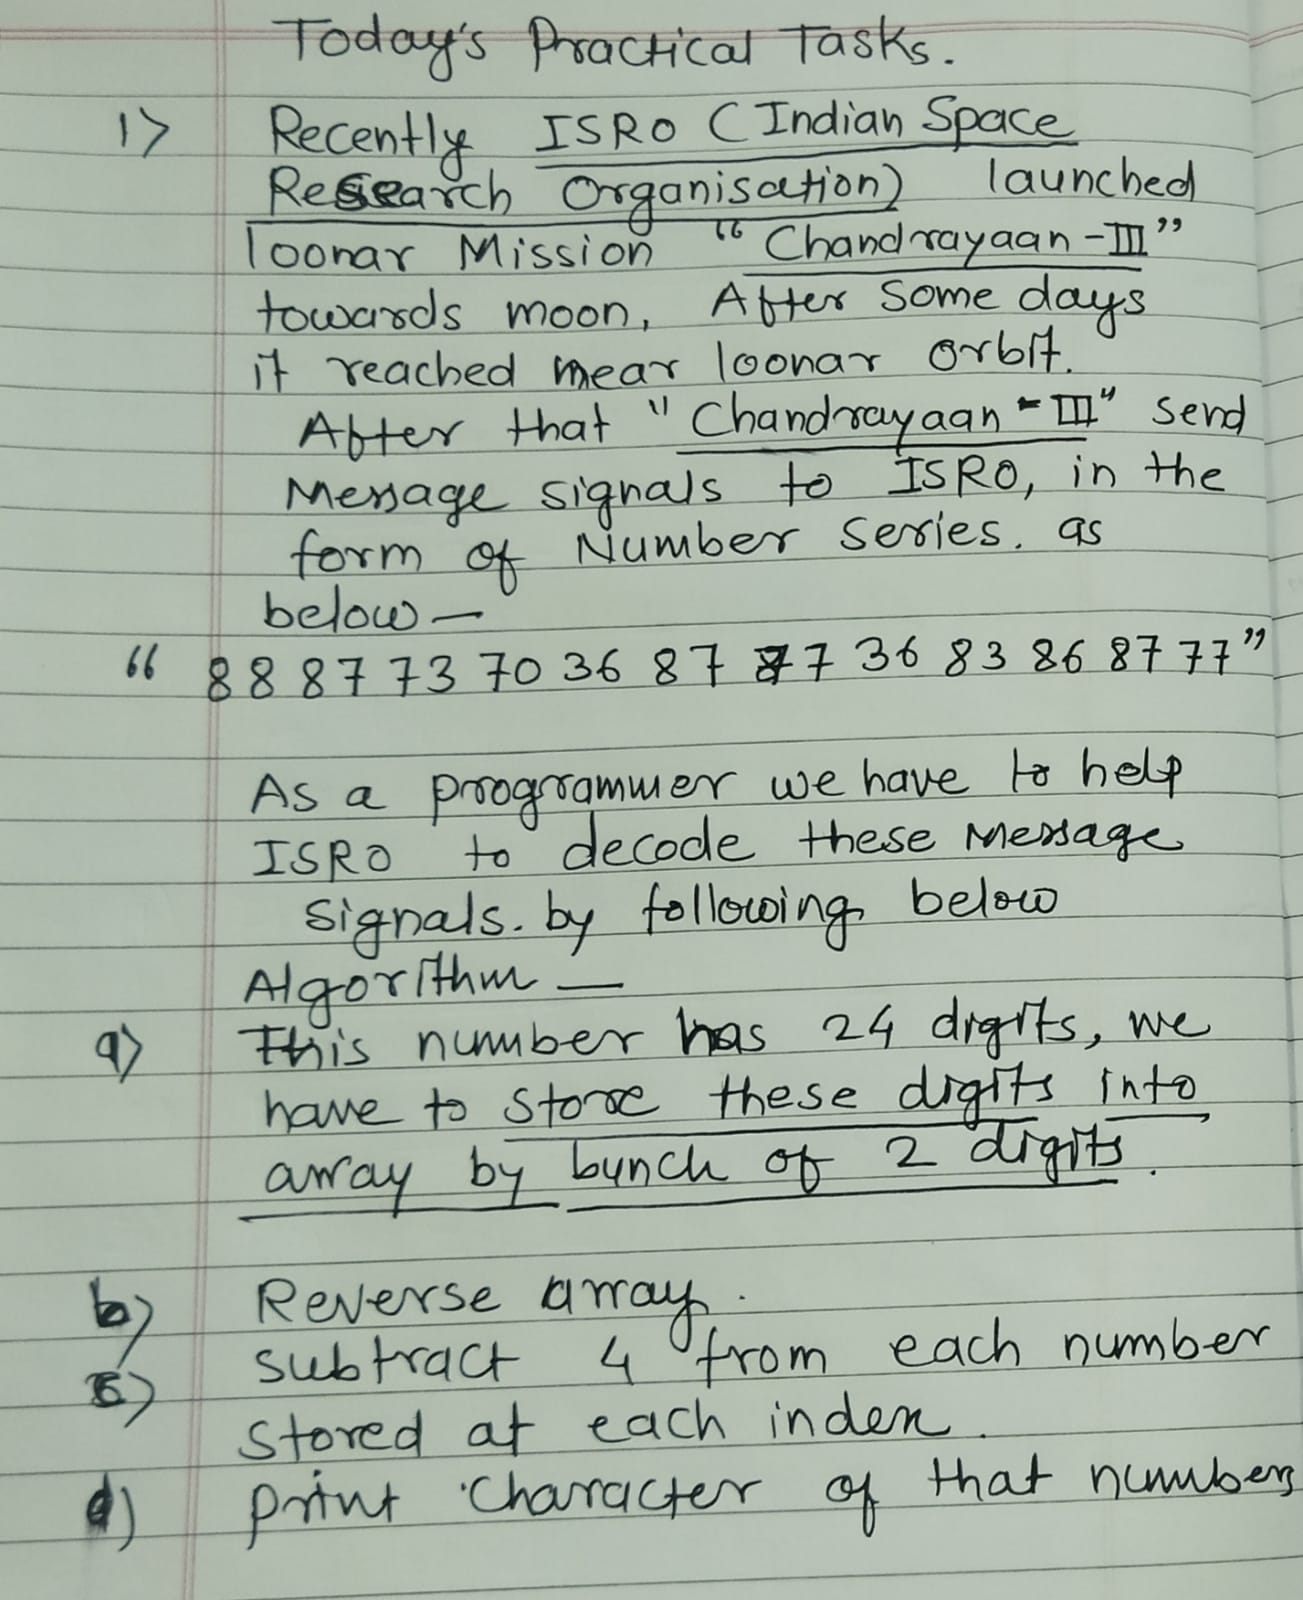 Today's Practical Tasks.
1> Recently ISRO (Indian Space
Research Organisation) launched
loonar Mission "Chandrayaan-III"
towards moon, After some days
it reached near loonar orbit.
After that "Chandrayaan-III" send
Message signals to ISRO, in the
form of Number series. as
below —
"88 87 73 70 36 87 77 36 83 86 87 77"
As a programmer we have to help
ISRO to decode these Message
signals. by following below
Algorithm —
a) This number has 24 digits, we
have to store these digits into
array by bunch of 2 digits.
b) Reverse array.
c) subtract 4 from each number
stored at each index.
d) print character of that numbers